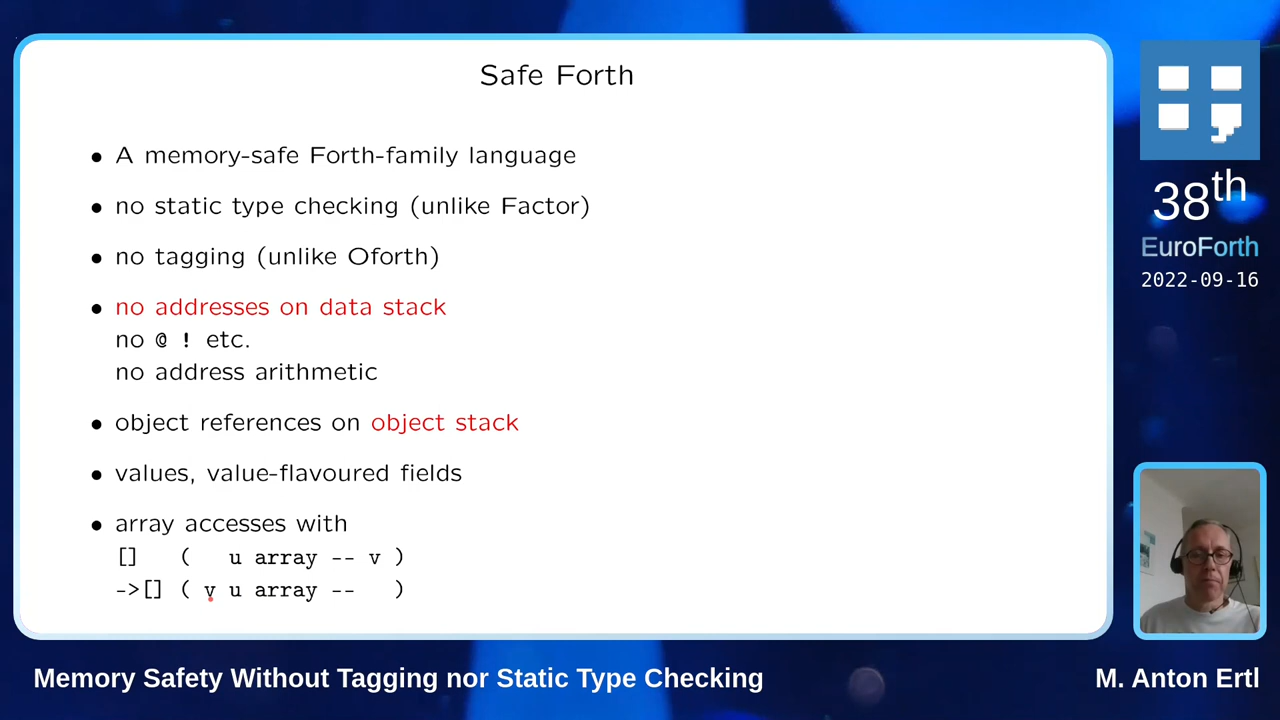 Safe Forth
• A memory-safe Forth-family language
• no static type checking (unlike Factor)
• no tagging (unlike Oforth)
• no addresses on data stack
no @ ! etc.
no address arithmetic
• object references on object stack
• values, value-flavoured fields
• array accesses with
[] ( u array -- v )
->[] ( v u array -- )
38th
EuroForth
2022-09-16
Memory Safety Without Tagging nor Static Type Checking
M. Anton Ertl